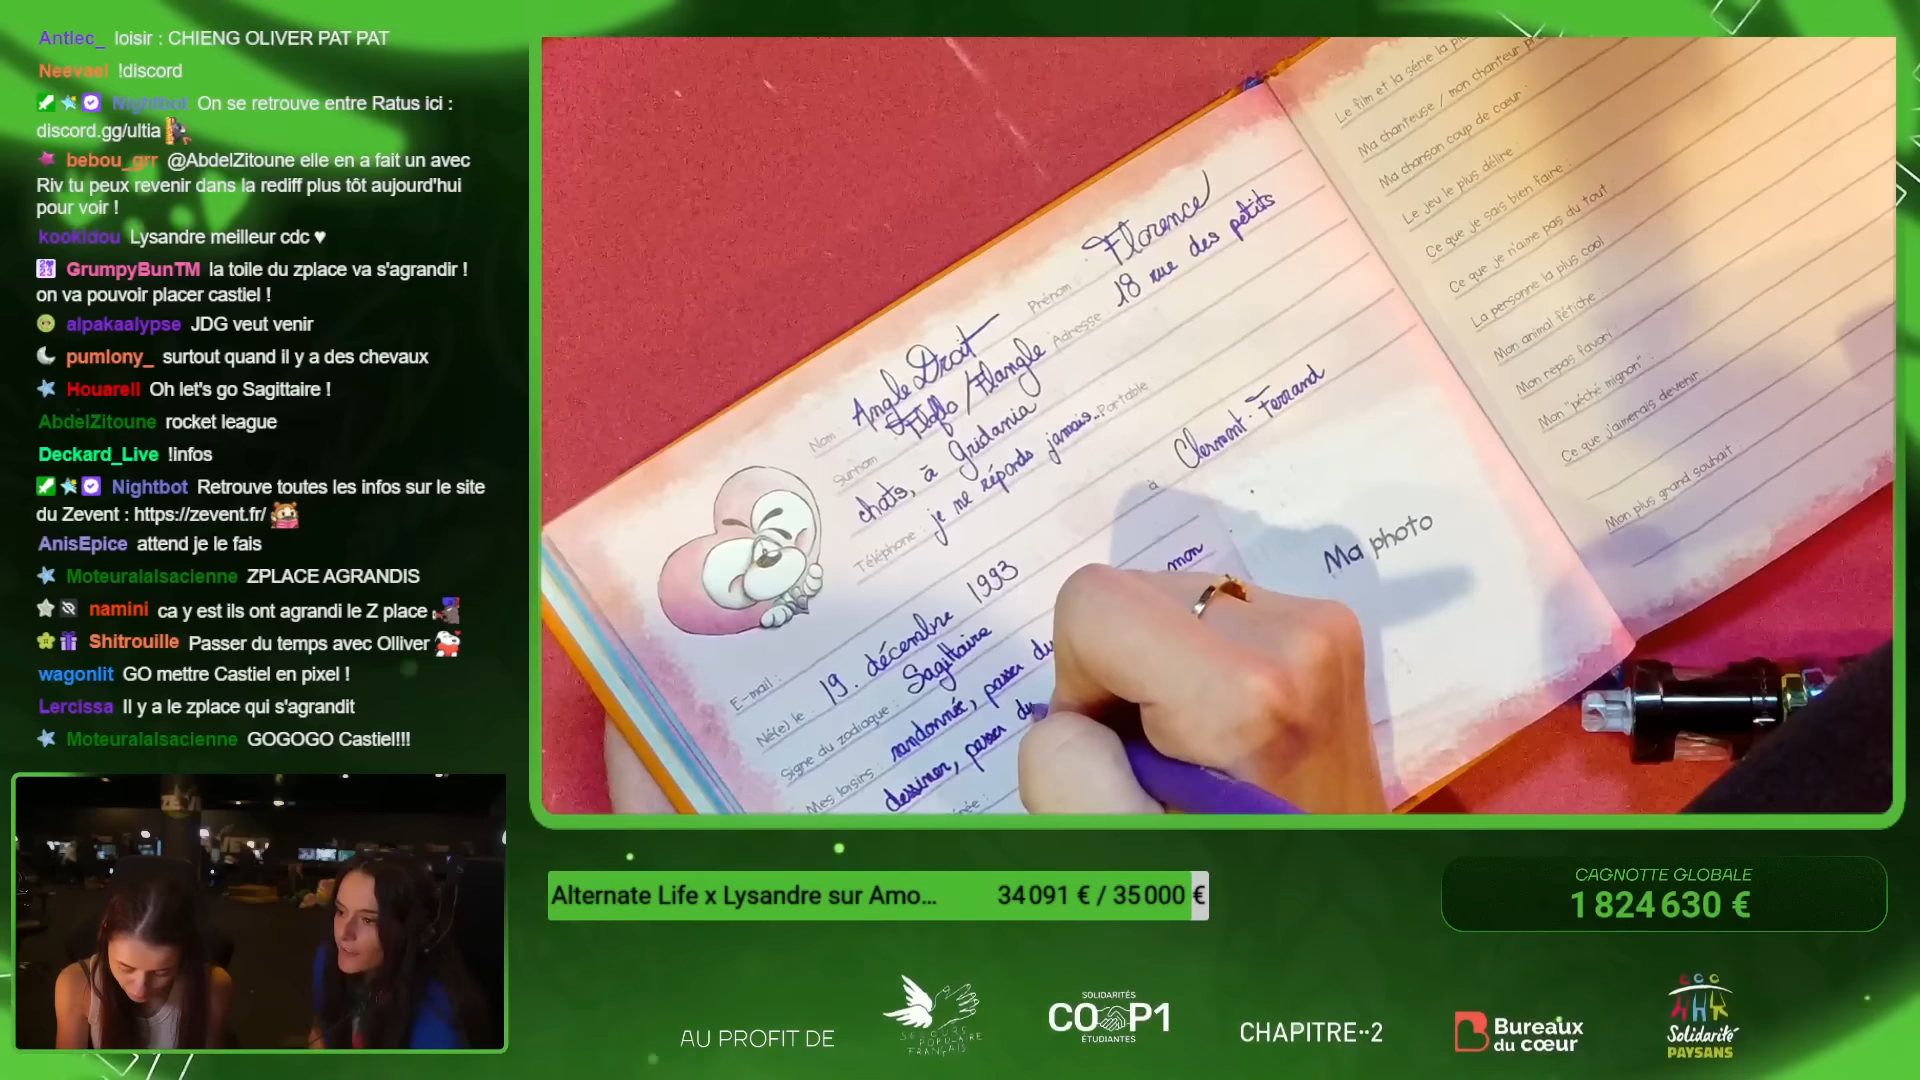 Antlec_ loisir : CHIENG OLIVER PAT PAT
Neevael !discord
Nightbot On se retrouve entre Ratus ici :
discord.gg/ultia
bebou_grr @AbdelZitoune elle en a fait un avec
Riv tu peux revenir dans la rediff plus tôt aujourd'hui
pour voir !
kookidou Lysandre meilleur cdc ♥
GrumpyBunTM la toile du zplace va s'agrandir !
on va pouvoir placer castiel !
alpakaalypse JDG veut venir
pumlony_ surtout quand il y a des chevaux
Houarell Oh let's go Sagittaire !
AbdelZitoune rocket league
Deckard_Live !infos
Nightbot Retrouve toutes les infos sur le site
du Zevent : https://zevent.fr/
AnisEpice attend je le fais
Moteuralalsacienne ZPLACE AGRANDIS
namini ca y est ils ont agrandi le Z place
Shitrouille Passer du temps avec Olliver
wagonlit GO mettre Castiel en pixel !
Lercissa Il y a le zplace qui s'agrandit
Moteuralalsacienne GOGOGO Castiel!!!
Nom : Angle Droit Prénom : Florence
Surnom Floflo / Flangle Adresse : 18 rue des petits
chats, à Gridania
Téléphone : je ne réponds jamais.. Portable
E-mail :
Né(e) le : 19. décembre 1993 à Clermont-Ferrand
Signe du zodiaque : Sagittaire
Mes loisirs : randonnée, passer du mon
dessiner, passer du
Ma photo
Le film et la série la
Ma chanteuse / mon chanteur
Ma chanson coup de cœur :
Le jeu le plus délire :
Ce que je sais bien faire :
Ce que je n'aime pas du tout
La personne la plus cool
Mon animal fétiche :
Mon repas favori
Mon "péché mignon" :
Ce que j'aimerais devenir
Mon plus grand souhait :
Alternate Life x Lysandre sur Amo... 34 091 € / 35 000 €
CAGNOTTE GLOBALE
1 824 630 €
AU PROFIT DE
SECOURS
POPULAIRE
FRANÇAIS
SOLIDARITÉS
COOP1
ÉTUDIANTES
CHAPITRE··2
Bureaux
du cœur
Solidarité
PAYSANS